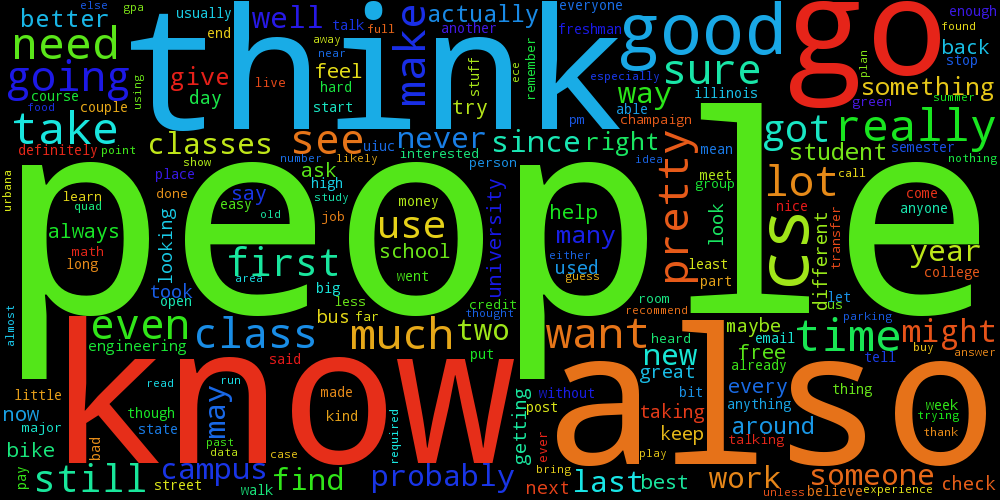 else gpa usually end well talk full another actually everyone freshman
better
think
good
go
enough found
need
away near make
back stop
going
using give live feel hard stuff remember ece especially sure plan something
food course couple day start try able way illinois green summer
take
classes see pm never since right champaign got really
definitely point uiuc interested likely number show ask person idea mean student semester nothing
people
urbana learn quad place done say easy old high study job money help many pretty meet group look lot nice call come anyone
always use cs
math long looking first school university either used least different transfer year
area went guess part college
took open big less credit thought room recommend let us parking
almost even class bus far much two want heard maybe email time might
engineering said put new free already tell buy answer
know
also
great
little read run made kind without bit every thing
now though may post anything week trying
major state required getting taking around thank
bike bad past data case ever keep talking
play
still campus find probably bring work someone
pay street walk next last best unless believe experience check